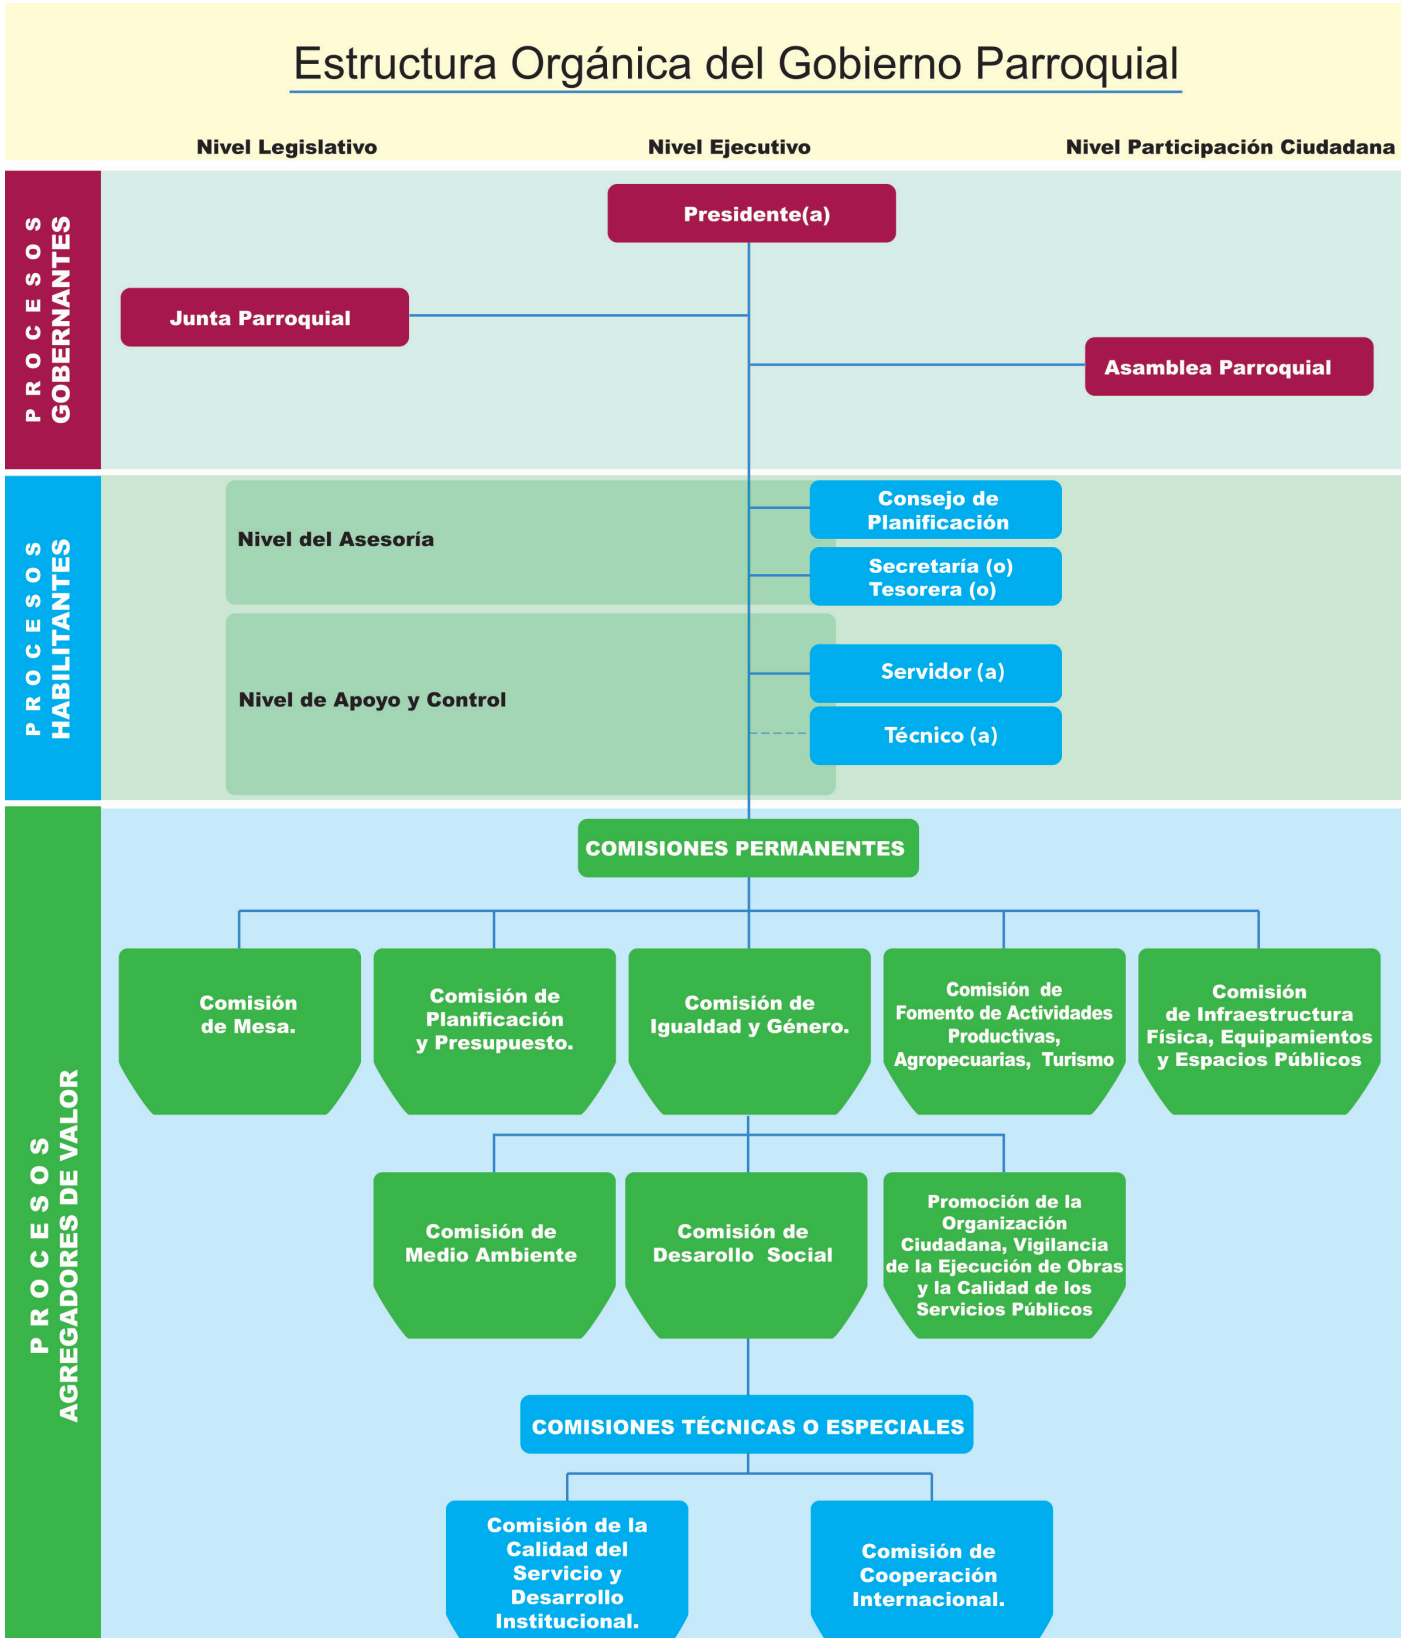 Estructura Orgánica del Gobierno Parroquial
Nivel Legislativo
Nivel Ejecutivo
Nivel Participación Ciudadana
PROCESOS
GOBERNANTES
Presidente(a)
Junta Parroquial
Asamblea Parroquial
PROCESOS
HABILITANTES
Nivel del Asesoría
Consejo de
Planificación
Secretaría (o)
Tesorera (o)
Nivel de Apoyo y Control
Servidor (a)
Técnico (a)
PROCESOS
AGREGADORES DE VALOR
COMISIONES PERMANENTES
Comisión
de Mesa.
Comisión de
Planificación
y Presupuesto.
Comisión de
Igualdad y Género.
Comisión de
Fomento de Actividades
Productivas,
Agropecuarias, Turismo
Comisión
de Infraestructura
Física, Equipamientos
y Espacios Públicos
Comisión de
Medio Ambiente
Comisión de
Desarollo Social
Promoción de la
Organización
Ciudadana, Vigilancia
de la Ejecución de Obras
y la Calidad de los
Servicios Públicos
COMISIONES TÉCNICAS O ESPECIALES
Comisión de la
Calidad del
Servicio y
Desarrollo
Institucional.
Comisión de
Cooperación
Internacional.